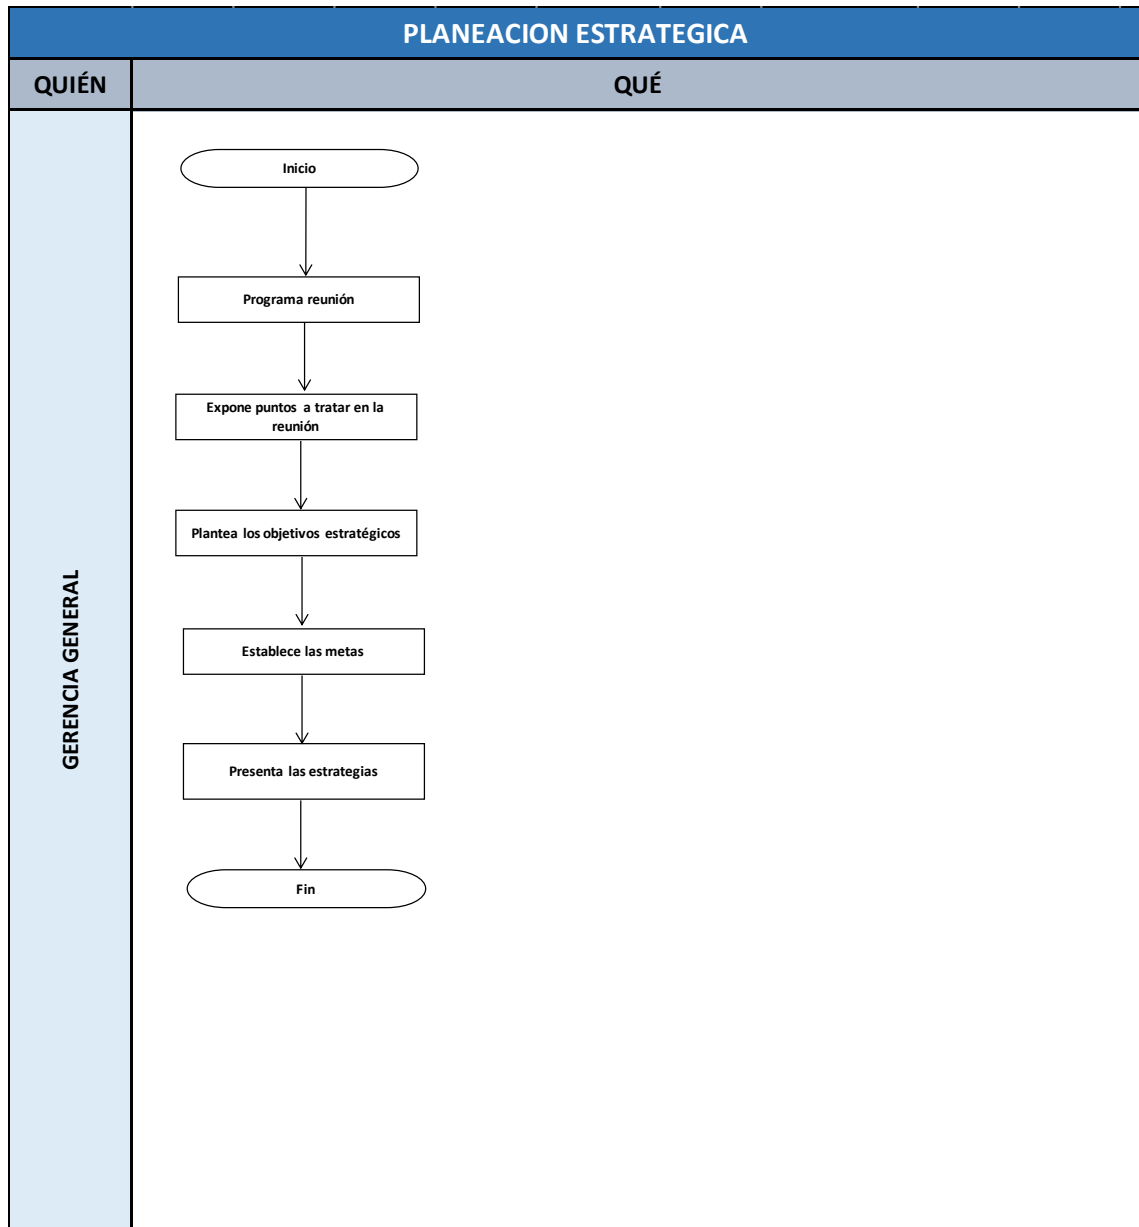 PLANEACION ESTRATEGICA
QUIÉN
QUÉ
GERENCIA GENERAL
Inicio
Programa reunión
Expone puntos a tratar en la
reunión
Plantea los objetivos estratégicos
Establece las metas
Presenta las estrategias
Fin